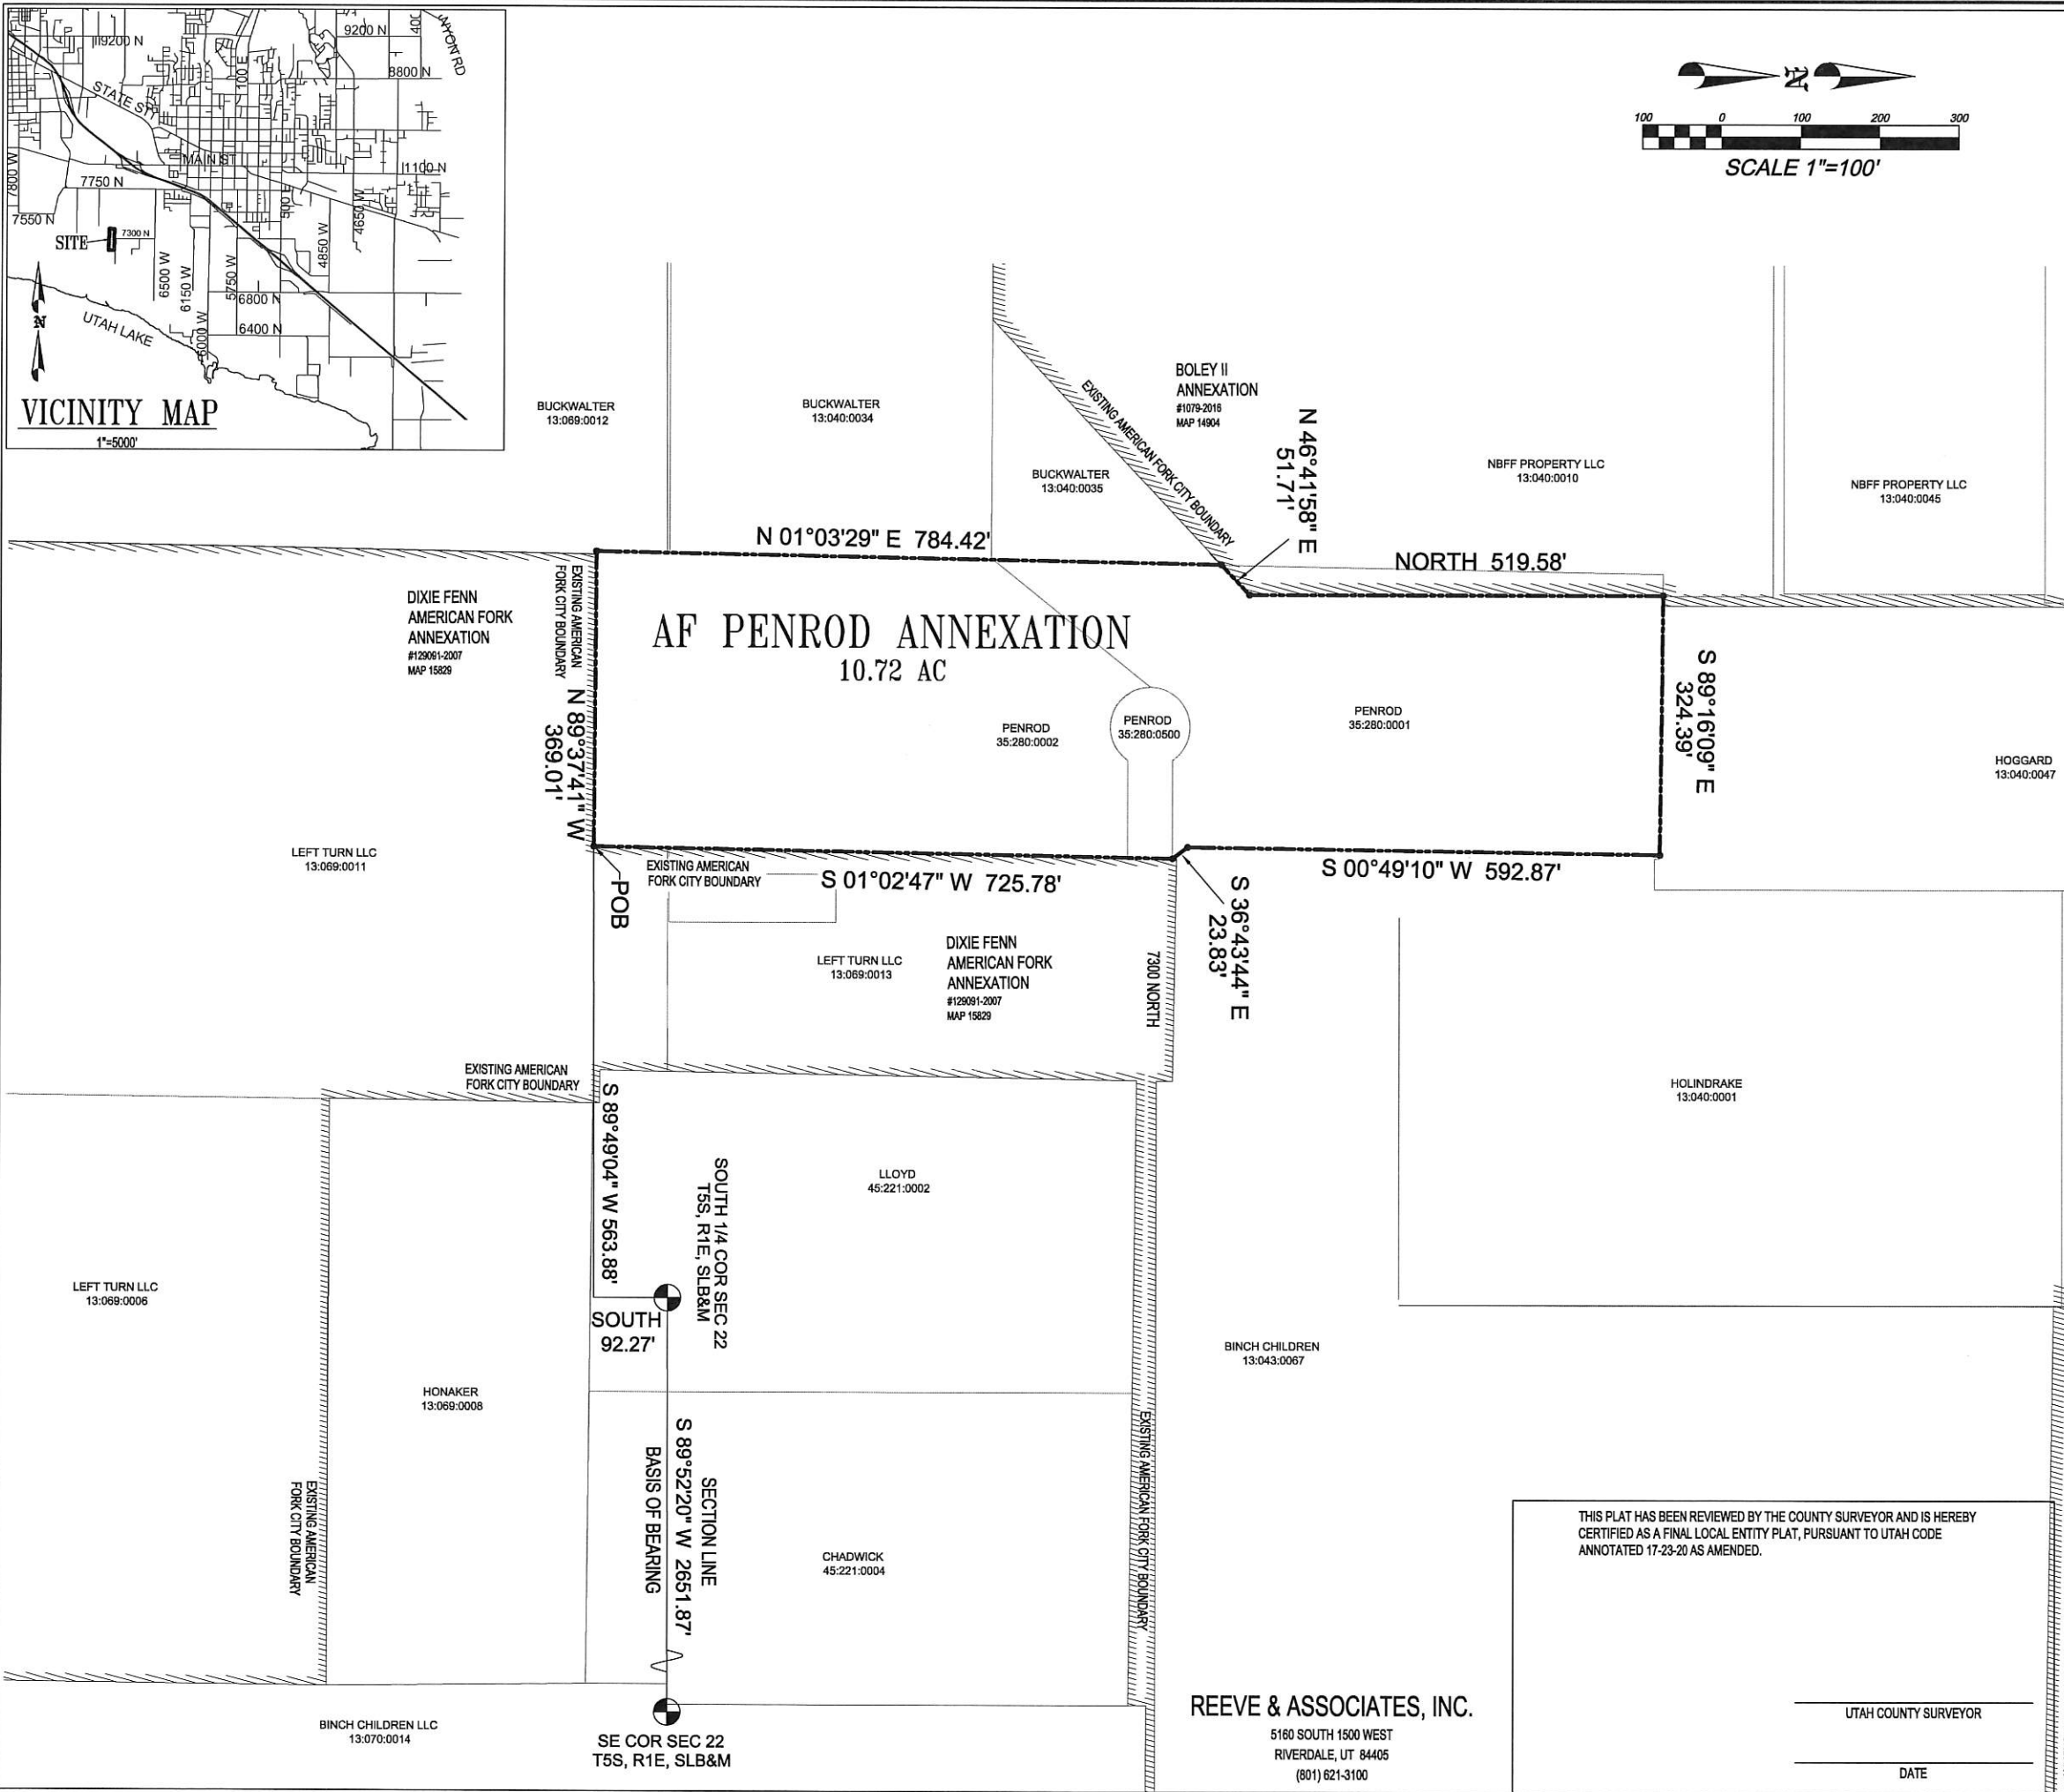 9200 N
9200 N
400
WYON RD
8800 N
100 E
STATE ST
MAIN ST
1100 N
7800 W
7750 N
500 E
4650 W
7550 N
SITE
7300 N
4850 W
6500 W
6150 W
5750 W
6800 N
6400 N
6000 W
N
UTAH LAKE
VICINITY MAP
1"=5000'
N
100 0 100 200 300
SCALE 1"=100'
BUCKWALTER
13:069:0012
BUCKWALTER
13:040:0034
BUCKWALTER
13:040:0035
EXISTING AMERICAN FORK CITY BOUNDARY
BOLEY II
ANNEXATION
#1079-2016
MAP 14904
N 46°41'58" E
51.71'
NBFF PROPERTY LLC
13:040:0010
NBFF PROPERTY LLC
13:040:0045
N 01°03'29" E 784.42'
NORTH 519.58'
DIXIE FENN
AMERICAN FORK
ANNEXATION
#129091-2007
MAP 15829
EXISTING AMERICAN
FORK CITY BOUNDARY
N 89°37'41" W
369.01'
AF PENROD ANNEXATION
10.72 AC
PENROD
35:280:0002
PENROD
35:280:0500
PENROD
35:280:0001
S 89°16'09" E
324.39'
HOGGARD
13:040:0047
LEFT TURN LLC
13:069:0011
POB
EXISTING AMERICAN
FORK CITY BOUNDARY
S 01°02'47" W 725.78'
S 36°43'44" E
23.83'
S 00°49'10" W 592.87'
LEFT TURN LLC
13:069:0013
DIXIE FENN
AMERICAN FORK
ANNEXATION
#129091-2007
MAP 15829
7300 NORTH
EXISTING AMERICAN
FORK CITY BOUNDARY
S 89°49'04" W 563.88'
SOUTH 1/4 COR SEC 22
T5S, R1E, SLB&M
LLOYD
45:221:0002
HOLINDRAKE
13:040:0001
LEFT TURN LLC
13:069:0006
SOUTH
92.27'
BINCH CHILDREN
13:043:0067
HONAKER
13:069:0008
EXISTING AMERICAN
FORK CITY BOUNDARY
SECTION LINE
S 89°52'20" W 2651.87'
BASIS OF BEARING
CHADWICK
45:221:0004
EXISTING AMERICAN FORK CITY BOUNDARY
THIS PLAT HAS BEEN REVIEWED BY THE COUNTY SURVEYOR AND IS HEREBY
CERTIFIED AS A FINAL LOCAL ENTITY PLAT, PURSUANT TO UTAH CODE
ANNOTATED 17-23-20 AS AMENDED.
UTAH COUNTY SURVEYOR
DATE
BINCH CHILDREN LLC
13:070:0014
SE COR SEC 22
T5S, R1E, SLB&M
REEVE & ASSOCIATES, INC.
5160 SOUTH 1500 WEST
RIVERDALE, UT 84405
(801) 621-3100